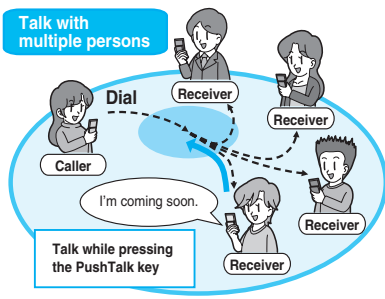 Talk with
multiple persons
Receiver
Dial
Receiver
Caller
I'm coming soon.
Receiver
Talk while pressing
the PushTalk key
Receiver